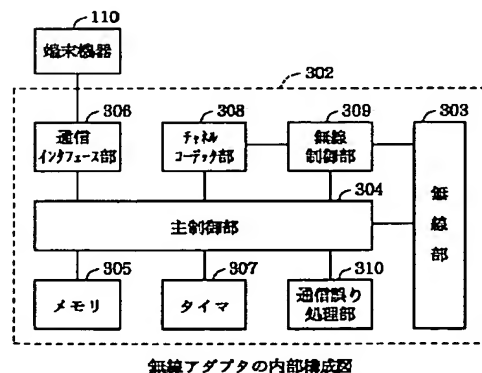 110
端末機器
302
306
308
309
303
通信
インタフェース部
チャネル
コーデック部
無線
制御部
無線部
304
主制御部
305
307
310
メモリ
タイマ
通信誤り
処理部
無線アダプタの内部構成図